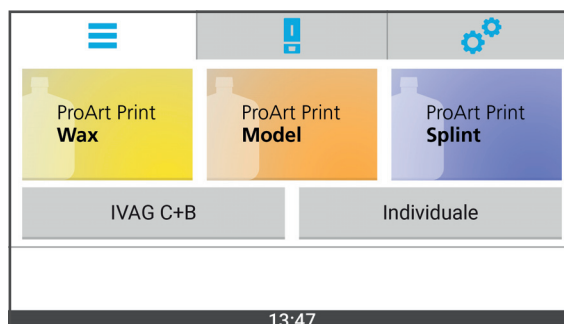 ProArt Print
Wax
ProArt Print
Model
ProArt Print
Splint
IVAG C+B
Individuale
13:47